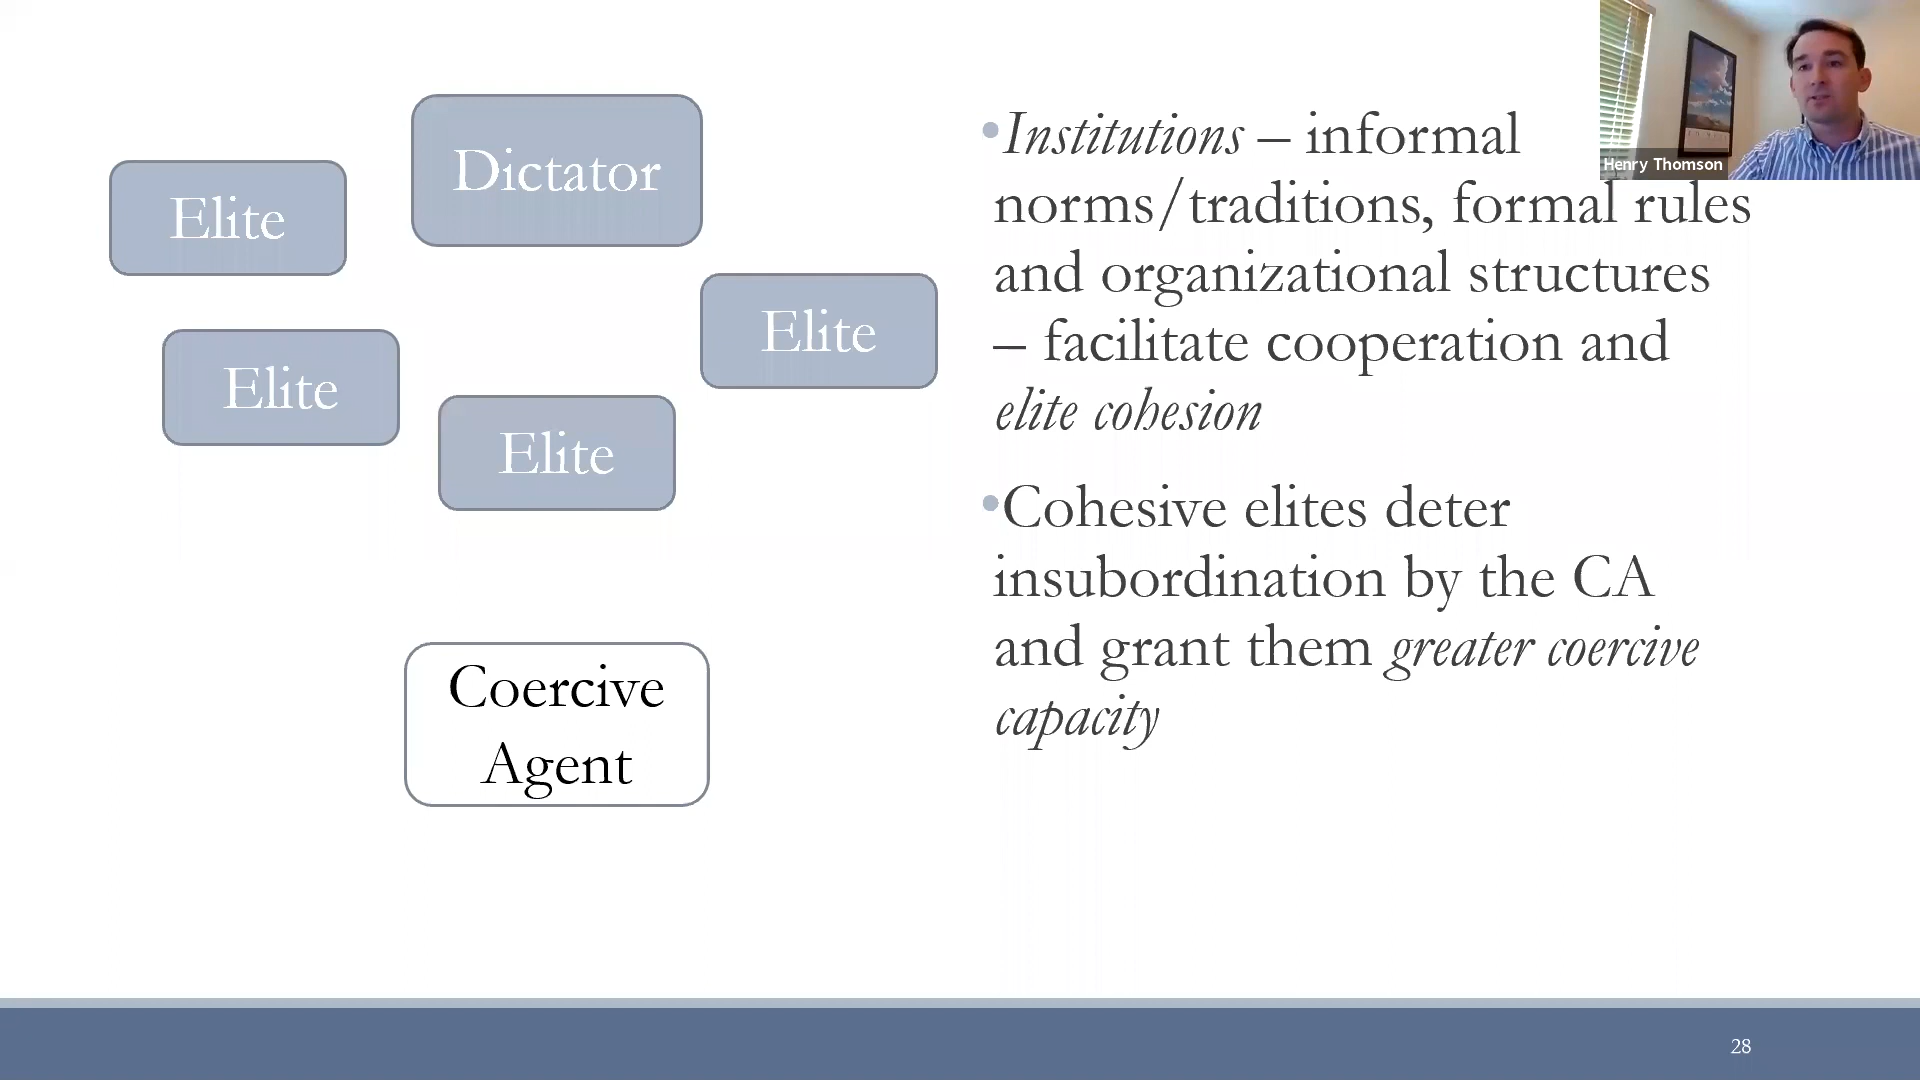 Dictator
Elite
Elite
Elite
Elite
Coercive
Agent
•Institutions – informal
norms/traditions, formal rules
and organizational structures
– facilitate cooperation and
elite cohesion
•Cohesive elites deter
insubordination by the CA
and grant them greater coercive
capacity
Henry Thomson
28